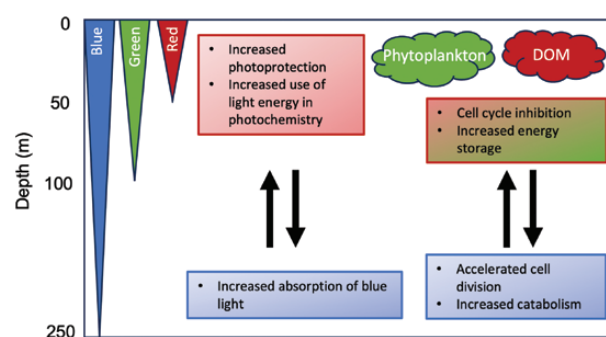 Depth (m)
0
50
100
250
Blue
Green
Red
• Increased
photoprotection
• Increased use of
light energy in
photochemistry
Phytoplankton
DOM
• Cell cycle inhibition
• Increased energy
storage
• Increased absorption of blue
light
• Accelerated cell
division
• Increased catabolism